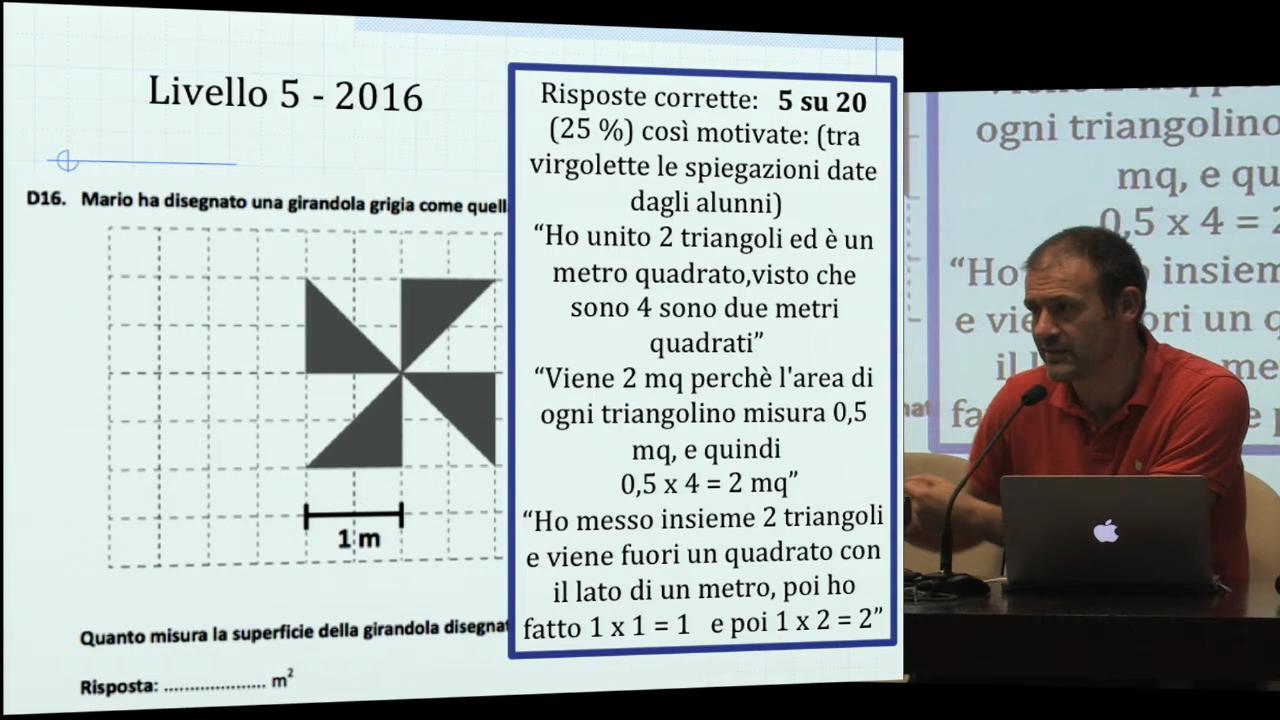 Livello 5 - 2016
D16. Mario ha disegnato una girandola grigia come quell
1 m
Quanto misura la superficie della girandola disegnat
Risposta: ..................... m²
Risposte corrette: 5 su 20
(25 %) così motivate: (tra
virgolette le spiegazioni date
dagli alunni)
“Ho unito 2 triangoli ed è un
metro quadrato,visto che
sono 4 sono due metri
quadrati”
“Viene 2 mq perchè l'area di
ogni triangolino misura 0,5
mq, e quindi
0,5 x 4 = 2 mq”
“Ho messo insieme 2 triangoli
e viene fuori un quadrato con
il lato di un metro, poi ho
fatto 1 x 1 = 1 e poi 1 x 2 = 2”
ogni triangolino
mq, e qu
0,5 x 4 = 2
“Ho insiem
e vie ori un q
il l me
fa e p